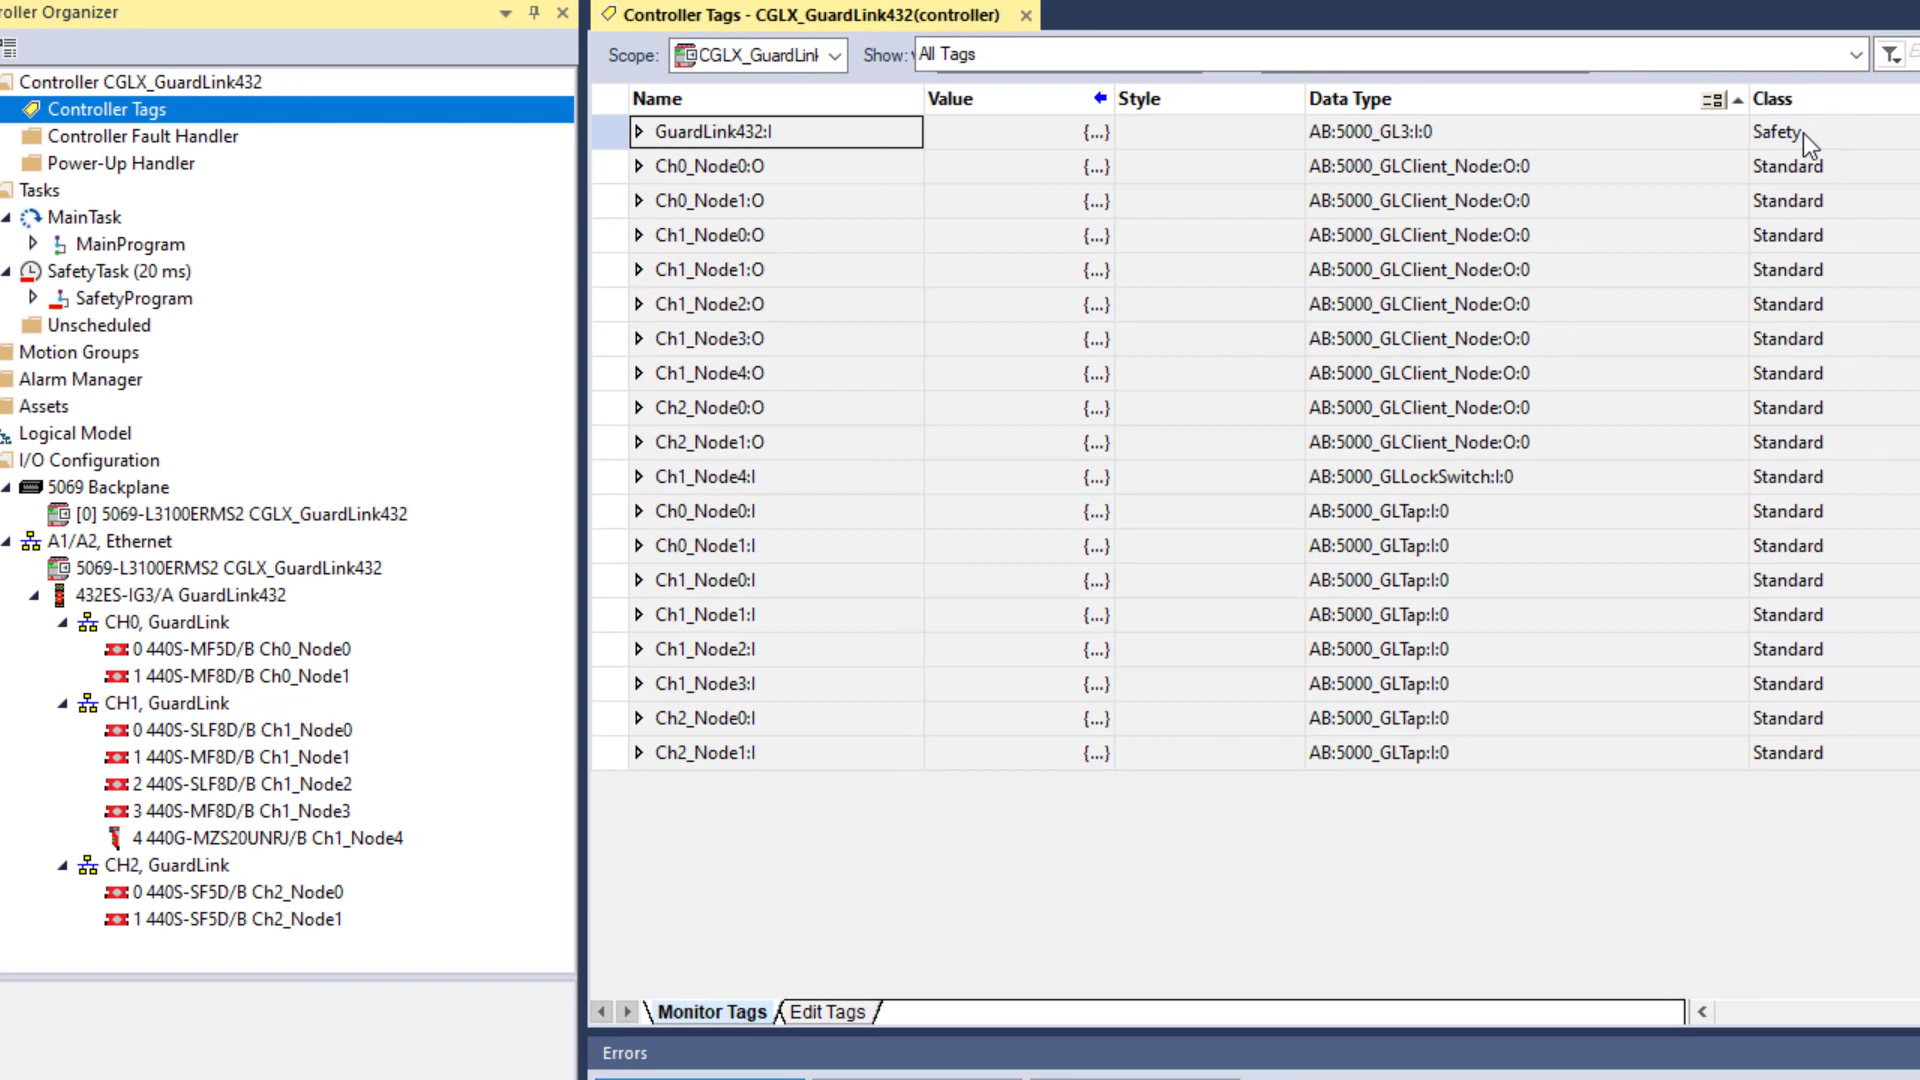 oller Organizer
Controller CGLX_GuardLink432
Controller Tags
Controller Fault Handler
Power-Up Handler
Tasks
MainTask
MainProgram
SafetyTask (20 ms)
SafetyProgram
Unscheduled
Motion Groups
Alarm Manager
Assets
Logical Model
I/O Configuration
5069 Backplane
[0] 5069-L3100ERMS2 CGLX_GuardLink432
A1/A2, Ethernet
5069-L3100ERMS2 CGLX_GuardLink432
432ES-IG3/A GuardLink432
CH0, GuardLink
0 440S-MF5D/B Ch0_Node0
1 440S-MF8D/B Ch0_Node1
CH1, GuardLink
0 440S-SLF8D/B Ch1_Node0
1 440S-MF8D/B Ch1_Node1
2 440S-SLF8D/B Ch1_Node2
3 440S-MF8D/B Ch1_Node3
4 440G-MZS20UNRJ/B Ch1_Node4
CH2, GuardLink
0 440S-SF5D/B Ch2_Node0
1 440S-SF5D/B Ch2_Node1
Controller Tags - CGLX_GuardLink432(controller)
Scope: CGLX_GuardLink Show: All Tags
Name Value Style Data Type Class
GuardLink432:I {...} AB:5000_GL3:I:0 Safety
Ch0_Node0:O {...} AB:5000_GLClient_Node:O:0 Standard
Ch0_Node1:O {...} AB:5000_GLClient_Node:O:0 Standard
Ch1_Node0:O {...} AB:5000_GLClient_Node:O:0 Standard
Ch1_Node1:O {...} AB:5000_GLClient_Node:O:0 Standard
Ch1_Node2:O {...} AB:5000_GLClient_Node:O:0 Standard
Ch1_Node3:O {...} AB:5000_GLClient_Node:O:0 Standard
Ch1_Node4:O {...} AB:5000_GLClient_Node:O:0 Standard
Ch2_Node0:O {...} AB:5000_GLClient_Node:O:0 Standard
Ch2_Node1:O {...} AB:5000_GLClient_Node:O:0 Standard
Ch1_Node4:I {...} AB:5000_GLLockSwitch:I:0 Standard
Ch0_Node0:I {...} AB:5000_GLTap:I:0 Standard
Ch0_Node1:I {...} AB:5000_GLTap:I:0 Standard
Ch1_Node0:I {...} AB:5000_GLTap:I:0 Standard
Ch1_Node1:I {...} AB:5000_GLTap:I:0 Standard
Ch1_Node2:I {...} AB:5000_GLTap:I:0 Standard
Ch1_Node3:I {...} AB:5000_GLTap:I:0 Standard
Ch2_Node0:I {...} AB:5000_GLTap:I:0 Standard
Ch2_Node1:I {...} AB:5000_GLTap:I:0 Standard
Monitor Tags Edit Tags
Errors